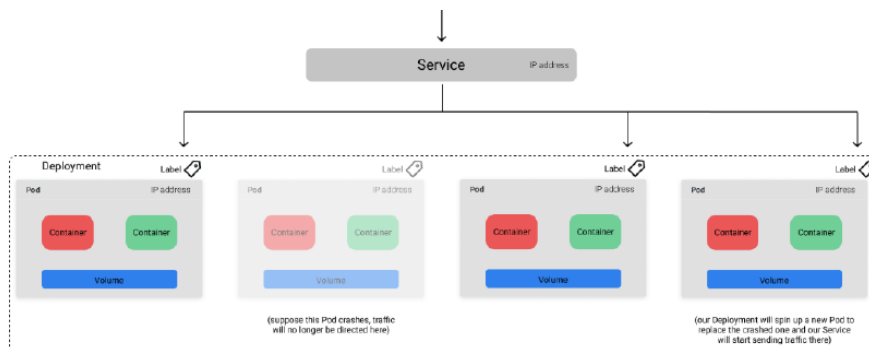 Service IP address
Deployment
Label
Label
Label
Label
Pod IP address
Pod IP address
Pod IP address
Pod IP address
Container Container
Container Container
Container Container
Container Container
Volume
Volume
Volume
Volume
(suppose this Pod crashes, traffic
will no longer be directed here)
(our Deployment will spin up a new Pod to
replace the crashed one and our Service
will start sending traffic there)